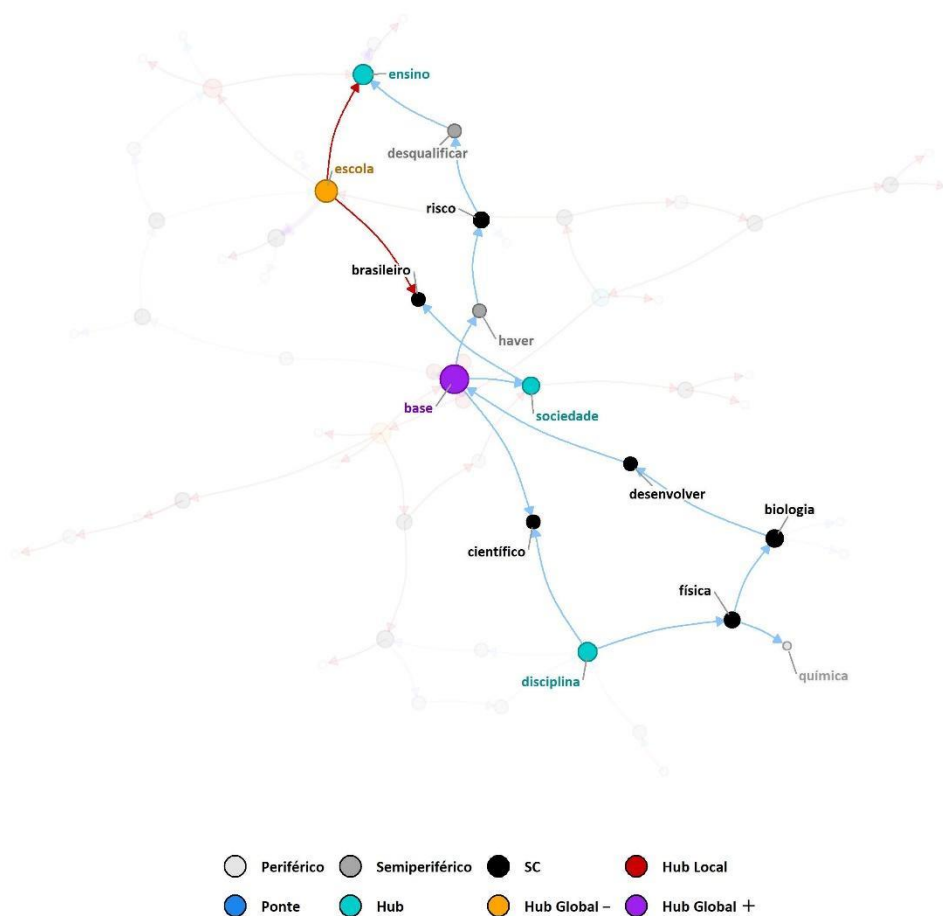 ensino
desqualificar
escola
risco
brasileiro
haver
base
sociedade
desenvolver
biologia
científico
física
química
disciplina
Periférico Semiperiférico SC Hub Local
Ponte Hub Hub Global – Hub Global +